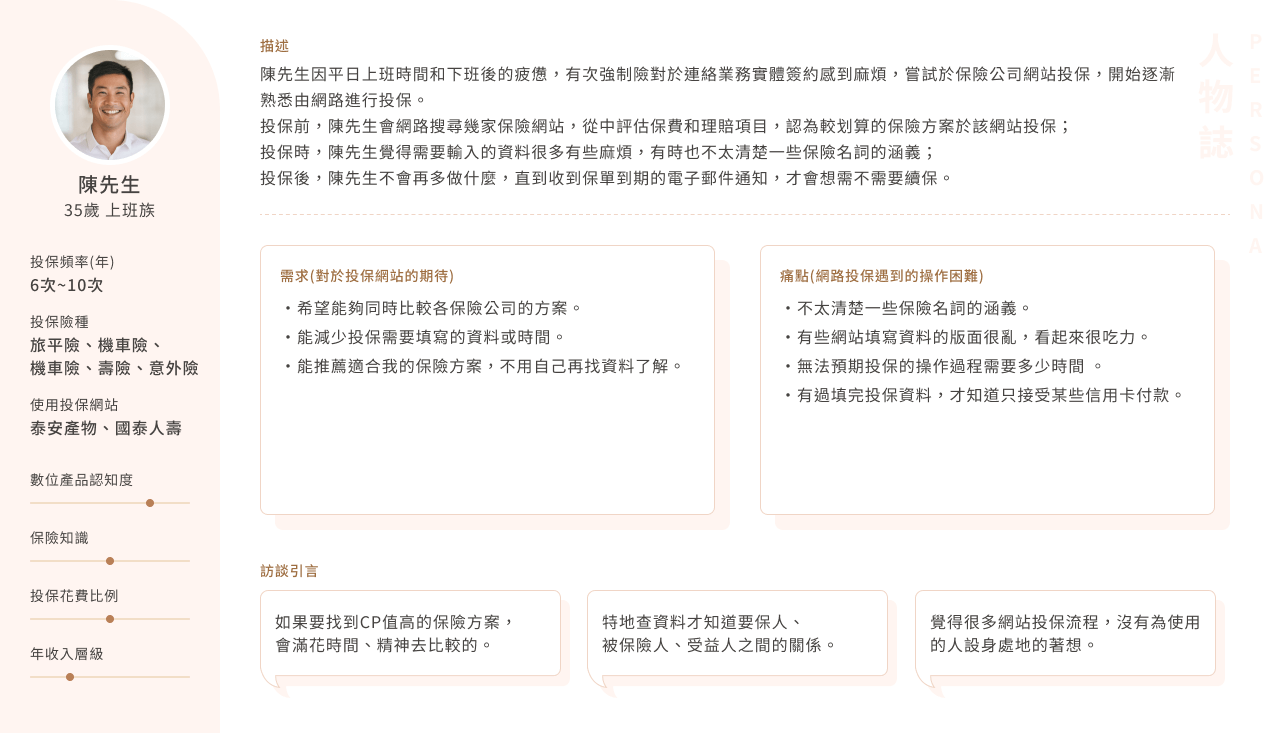 陳先生
35歲 上班族
投保頻率(年)
6次~10次
投保險種
旅平險、機車險、
機車險、壽險、意外險
使用投保網站
泰安產物、國泰人壽
數位產品認知度
保險知識
投保花費比例
年收入層級
描述
陳先生因平日上班時間和下班後的疲憊，有次強制險對於連絡業務實體簽約感到麻煩，嘗試於保險公司網站投保，開始逐漸
熟悉由網路進行投保。
投保前，陳先生會網路搜尋幾家保險網站，從中評估保費和理賠項目，認為較划算的保險方案於該網站投保；
投保時，陳先生覺得需要輸入的資料很多有些麻煩，有時也不太清楚一些保險名詞的涵義；
投保後，陳先生不會再多做什麼，直到收到保單到期的電子郵件通知，才會想需不需要續保。
人物誌
PERSONA
需求(對於投保網站的期待)
・希望能夠同時比較各保險公司的方案。
・能減少投保需要填寫的資料或時間。
・能推薦適合我的保險方案，不用自己再找資料了解。
痛點(網路投保遇到的操作困難)
・不太清楚一些保險名詞的涵義。
・有些網站填寫資料的版面很亂，看起來很吃力。
・無法預期投保的操作過程需要多少時間 。
・有過填完投保資料，才知道只接受某些信用卡付款。
訪談引言
如果要找到CP值高的保險方案，
會滿花時間、精神去比較的。
特地查資料才知道要保人、
被保險人、受益人之間的關係。
覺得很多網站投保流程，沒有為使用
的人設身處地的著想。